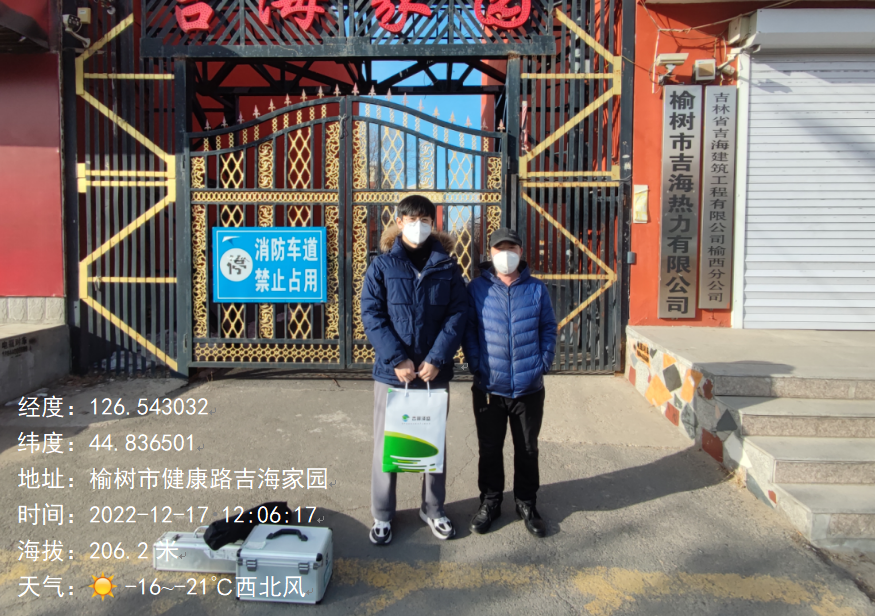 吉海家园
榆树市吉海热力有限公司
吉林省吉海建筑工程有限公司榆西分公司
消防车道
禁止占用
停
经度：126.543032
纬度：44.836501
地址：榆树市健康路吉海家园
时间：2022-12-17 12:06:17
海拔：206.2米
天气：☀️ -16~-21℃西北风